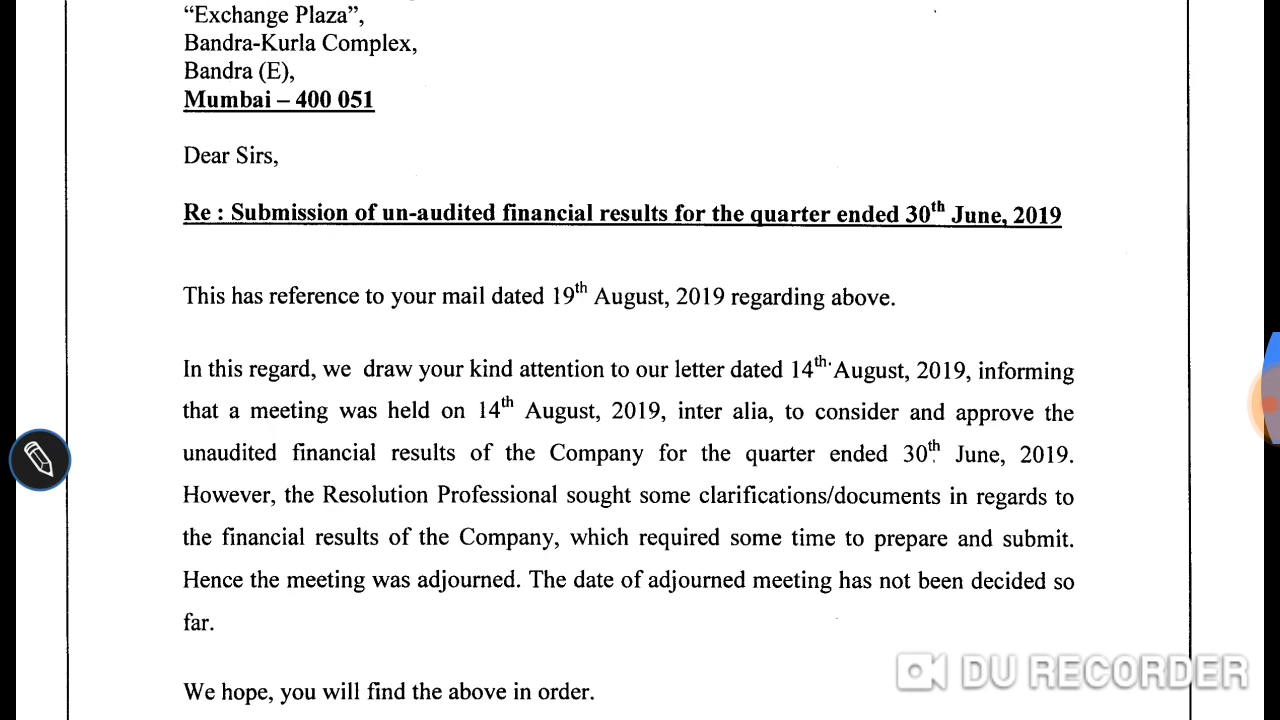 “Exchange Plaza”,
Bandra-Kurla Complex,
Bandra (E),
Mumbai – 400 051
Dear Sirs,
Re : Submission of un-audited financial results for the quarter ended 30th June, 2019
This has reference to your mail dated 19th August, 2019 regarding above.
In this regard, we draw your kind attention to our letter dated 14th August, 2019, informing
that a meeting was held on 14th August, 2019, inter alia, to consider and approve the
unaudited financial results of the Company for the quarter ended 30th June, 2019.
However, the Resolution Professional sought some clarifications/documents in regards to
the financial results of the Company, which required some time to prepare and submit.
Hence the meeting was adjourned. The date of adjourned meeting has not been decided so
far.
We hope, you will find the above in order.
DU RECORDER